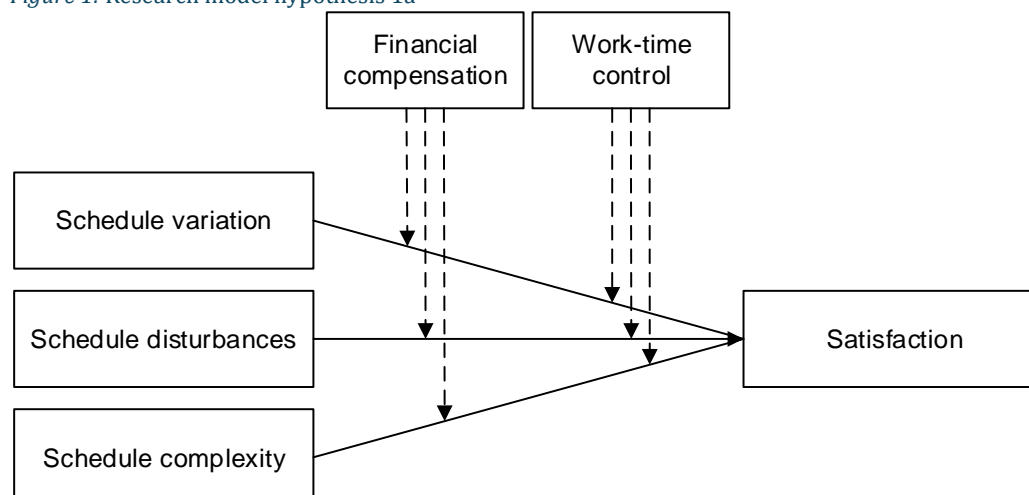 Figure 1: Research model hypothesis 1a
Financial
compensation
Work-time
control
Schedule variation
Schedule disturbances
Satisfaction
Schedule complexity